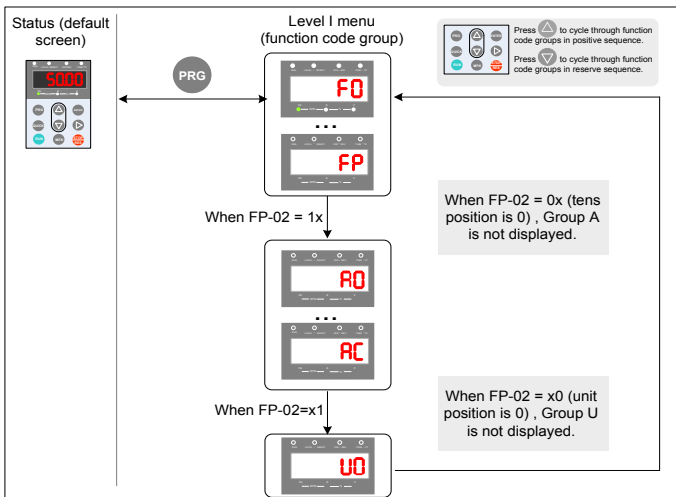 Status (default
screen)
50.00
PRG
Level I menu
(function code group)
F0
...
FP
When FP-02 = 1x
A0
...
AC
When FP-02=x1
U0
Press △ to cycle through function
code groups in positive sequence.
Press ▽ to cycle through function
code groups in reserve sequence.
When FP-02 = 0x (tens
position is 0) , Group A
is not displayed.
When FP-02 = x0 (unit
position is 0) , Group U
is not displayed.